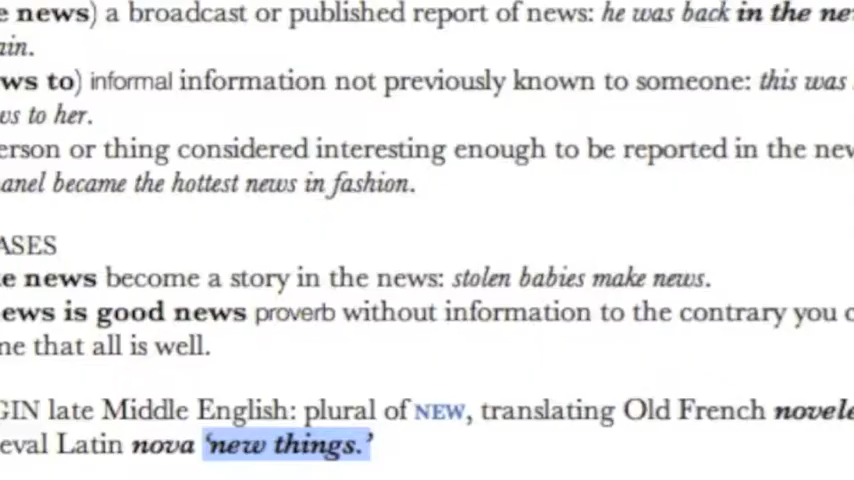 e news) a broadcast or published report of news: he was back in the ne
ain.
ws to) informal information not previously known to someone: this was
ws to her.
erson or thing considered interesting enough to be reported in the new
anel became the hottest news in fashion.
ASES
e news become a story in the news: stolen babies make news.
ews is good news proverb without information to the contrary you c
ne that all is well.
GIN late Middle English: plural of NEW, translating Old French novele
eval Latin nova ‘new things.’